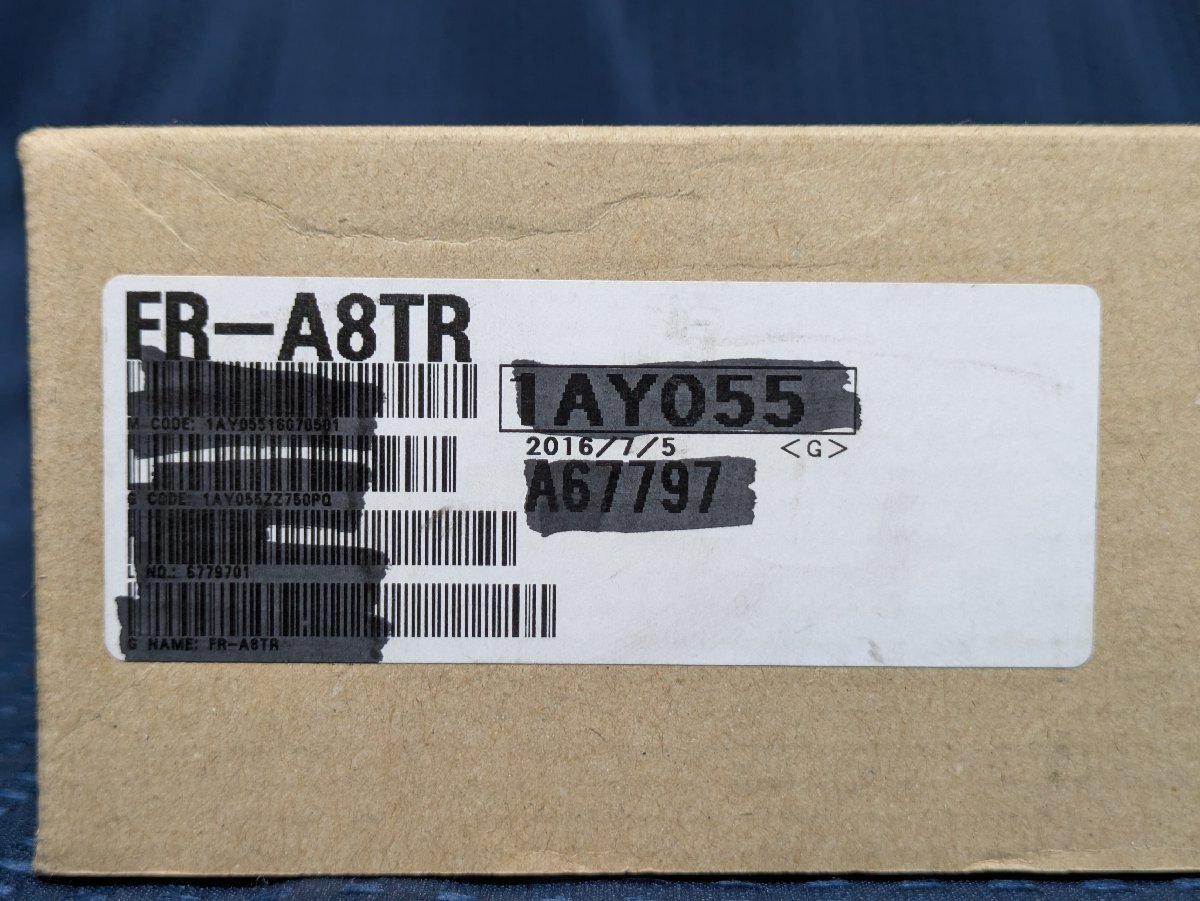 FR-A8TR
M CODE: 1AY05516070501
G CODE: 1AY055ZZ750PQ
L NO.: 6779701
G NAME: FR-A8TR
1AY055
2016/7/5 <G>
A67797